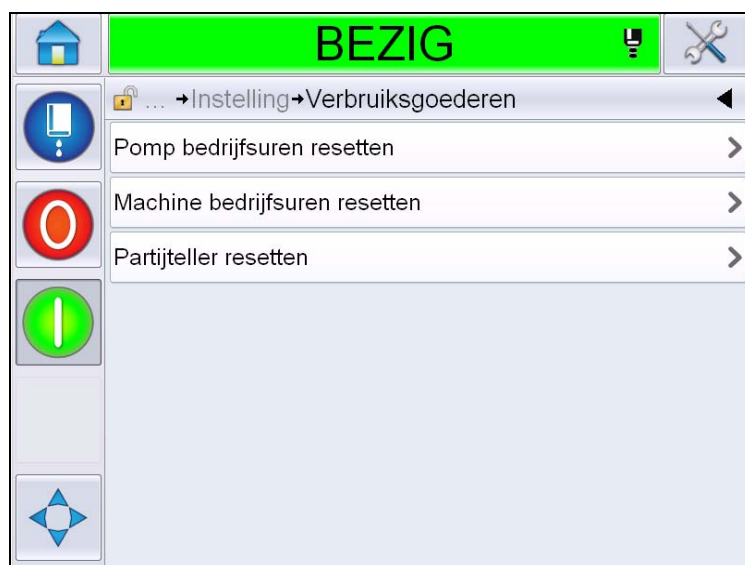 BEZIG
... →Instelling→Verbruiksgoederen
Pomp bedrijfsuren resetten
Machine bedrijfsuren resetten
Partijteller resetten